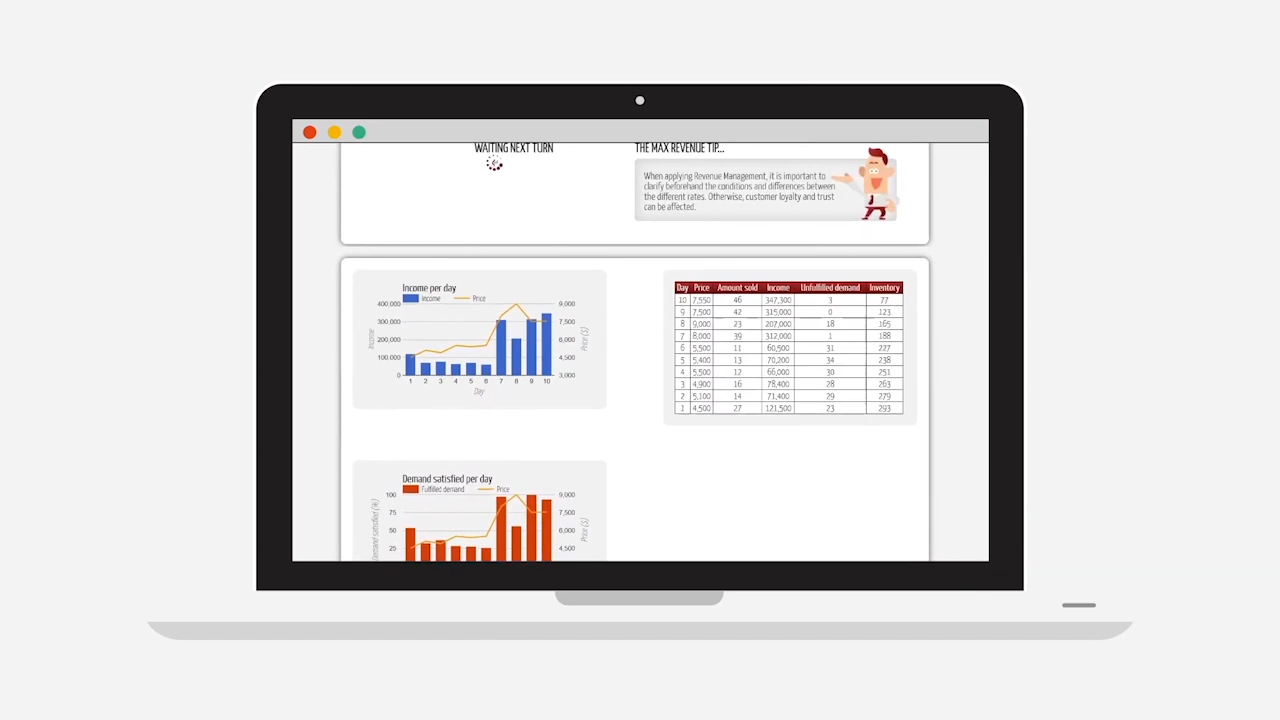 WAITING NEXT TURN
THE MAX REVENUE TIP...
When applying Revenue Management, it is important to
clarify beforehand the conditions and differences between
the different rates. Otherwise, customer loyalty and trust
can be affected.
Income per day
Income Price
400,000 9,000
300,000 7,500
200,000 6,000
100,000 4,500
0 3,000
Income
Price ($)
1 2 3 4 5 6 7 8 9 10
Day
Day Price Amount sold Income Unfulfilled demand Inventory
10 7,550 46 347,300 3 77
9 7,500 42 315,000 0 123
8 9,000 23 207,000 18 165
7 8,000 39 312,000 1 188
6 5,500 11 60,500 31 227
5 5,400 13 70,200 34 238
4 5,500 12 66,000 30 251
3 4,900 16 78,400 28 263
2 5,100 14 71,400 29 279
1 4,500 27 121,500 23 293
Demand satisfied per day
Fulfilled demand Price
100 9,000
75 7,500
50 6,000
25 4,500
Demand satisfied (%)
Price ($)